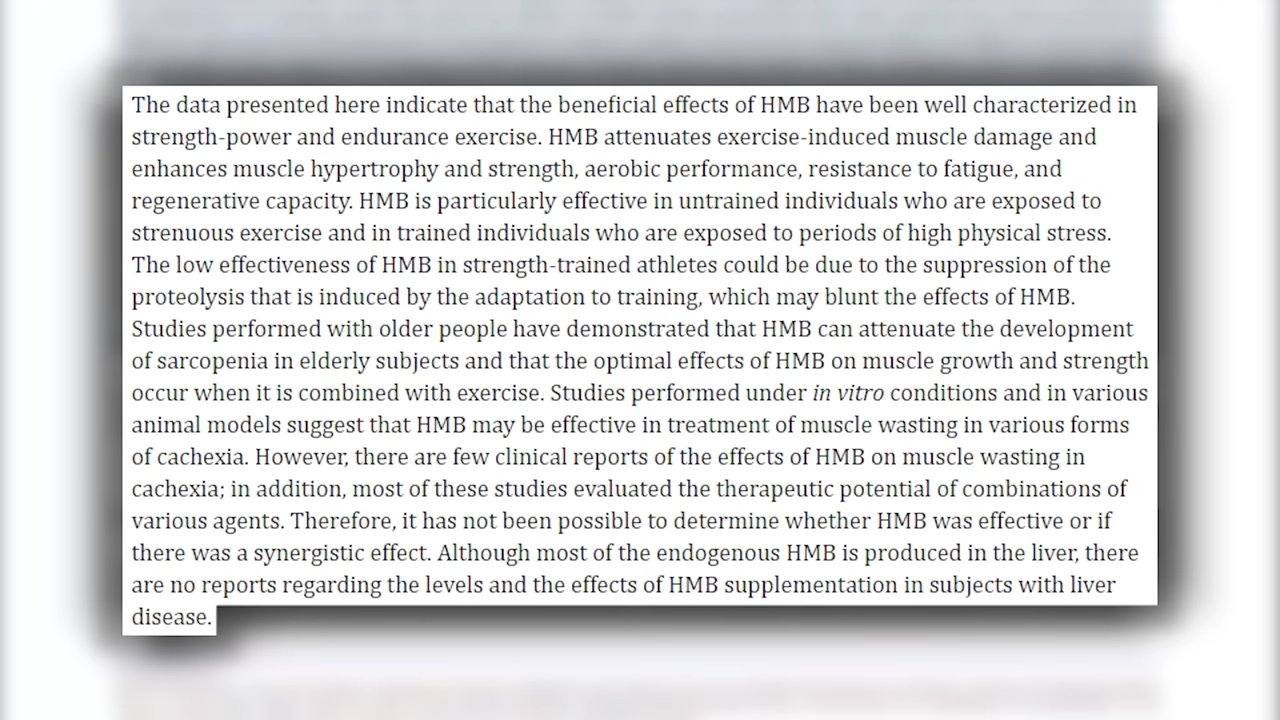 The data presented here indicate that the beneficial effects of HMB have been well characterized in
strength-power and endurance exercise. HMB attenuates exercise-induced muscle damage and
enhances muscle hypertrophy and strength, aerobic performance, resistance to fatigue, and
regenerative capacity. HMB is particularly effective in untrained individuals who are exposed to
strenuous exercise and in trained individuals who are exposed to periods of high physical stress.
The low effectiveness of HMB in strength-trained athletes could be due to the suppression of the
proteolysis that is induced by the adaptation to training, which may blunt the effects of HMB.
Studies performed with older people have demonstrated that HMB can attenuate the development
of sarcopenia in elderly subjects and that the optimal effects of HMB on muscle growth and strength
occur when it is combined with exercise. Studies performed under in vitro conditions and in various
animal models suggest that HMB may be effective in treatment of muscle wasting in various forms
of cachexia. However, there are few clinical reports of the effects of HMB on muscle wasting in
cachexia; in addition, most of these studies evaluated the therapeutic potential of combinations of
various agents. Therefore, it has not been possible to determine whether HMB was effective or if
there was a synergistic effect. Although most of the endogenous HMB is produced in the liver, there
are no reports regarding the levels and the effects of HMB supplementation in subjects with liver
disease.